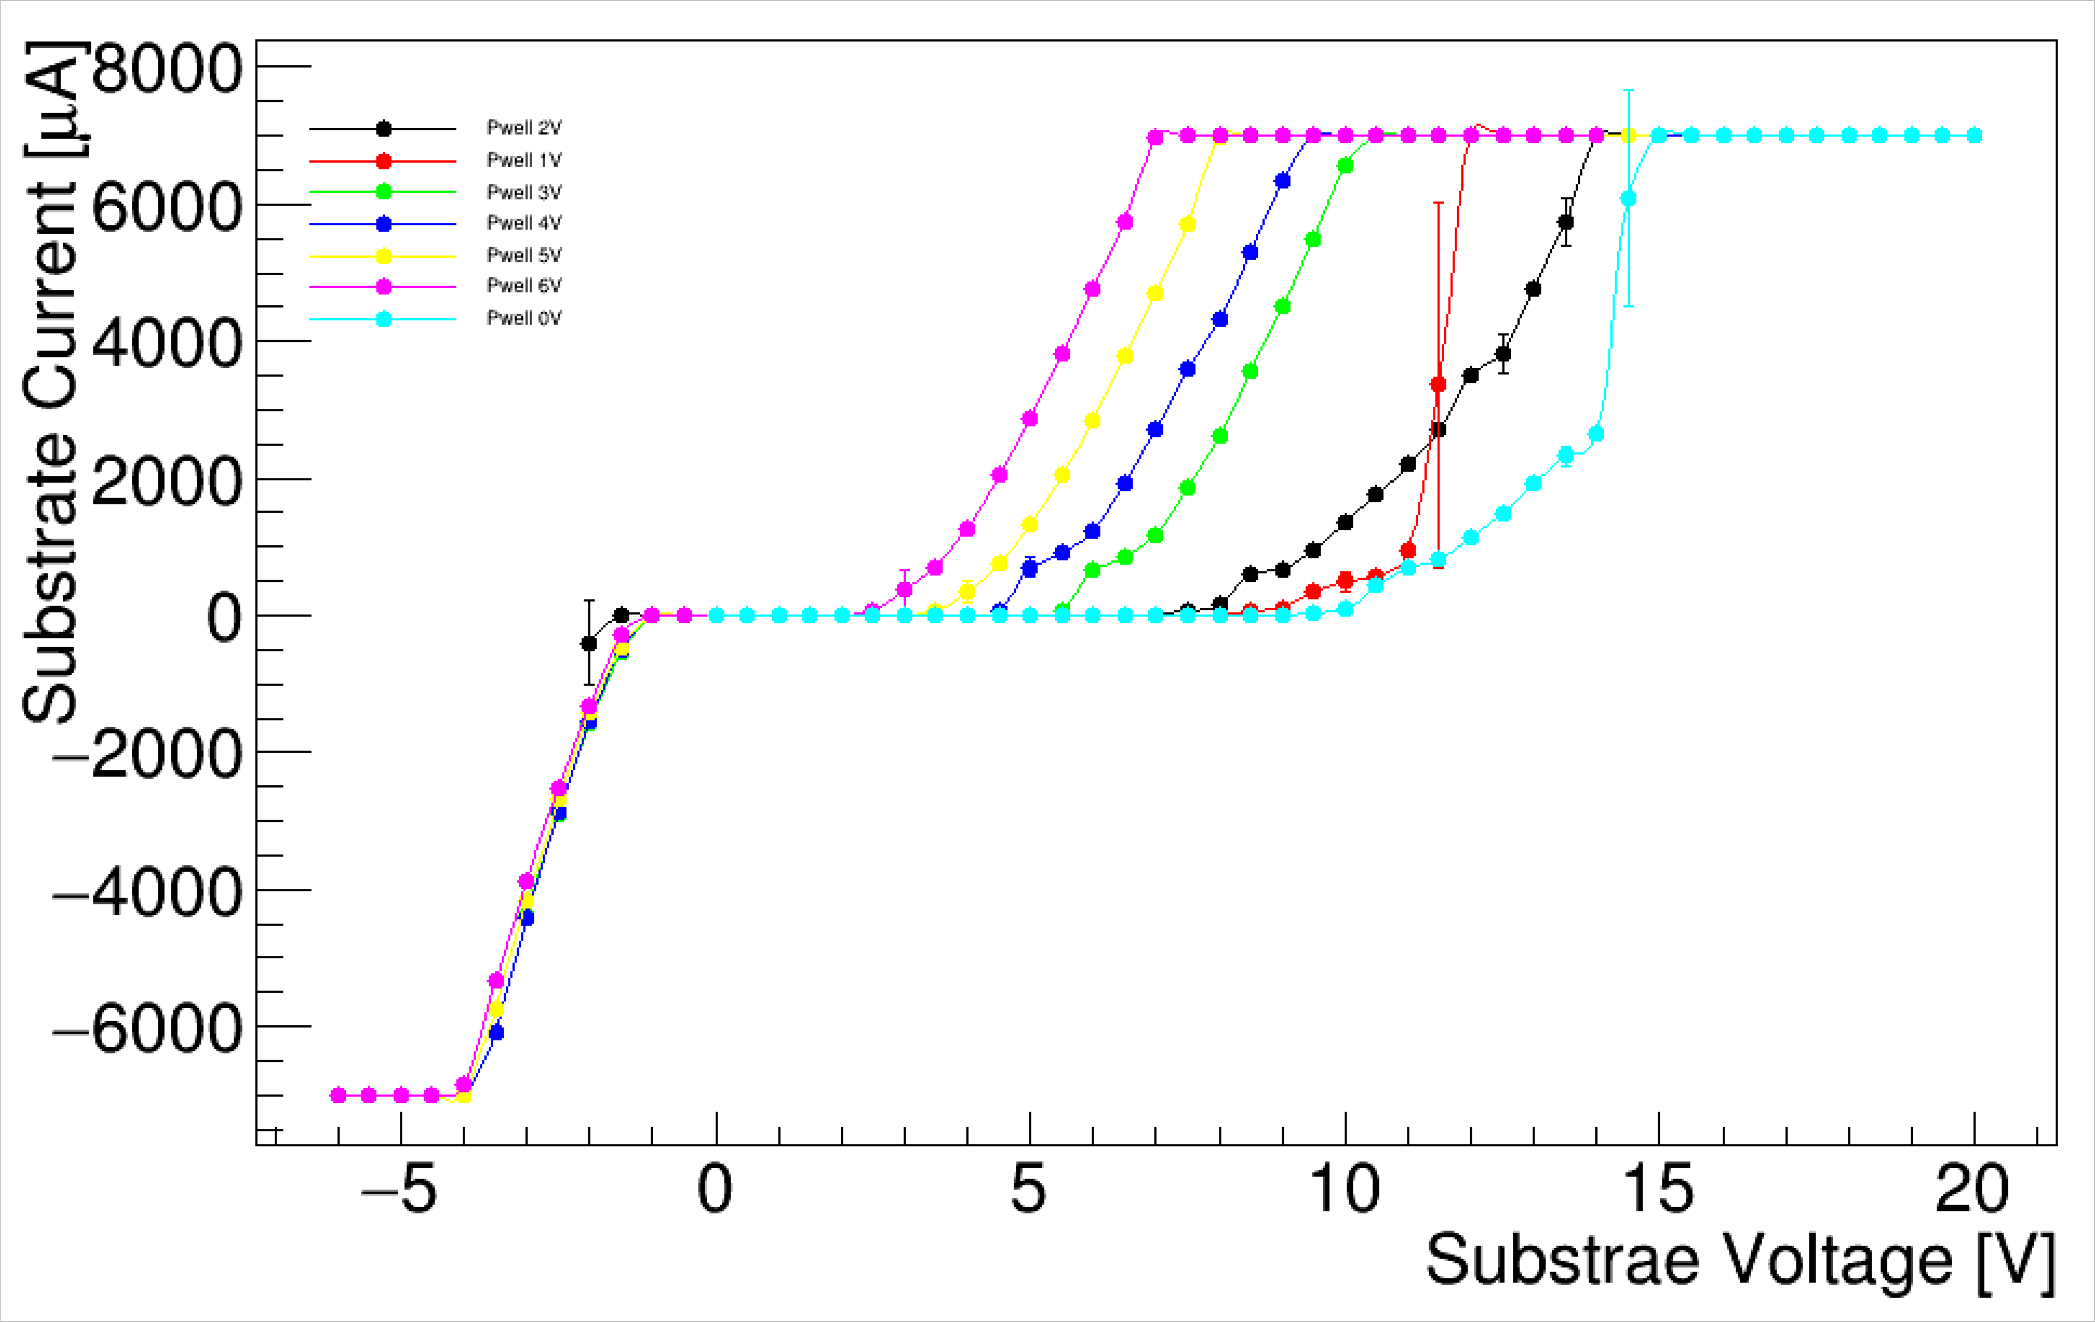 Substrate Current [µA]
8000
6000
4000
2000
0
−2000
−4000
−6000
Pwell 2V
Pwell 1V
Pwell 3V
Pwell 4V
Pwell 5V
Pwell 6V
Pwell 0V
−5 0 5 10 15 20
Substrae Voltage [V]